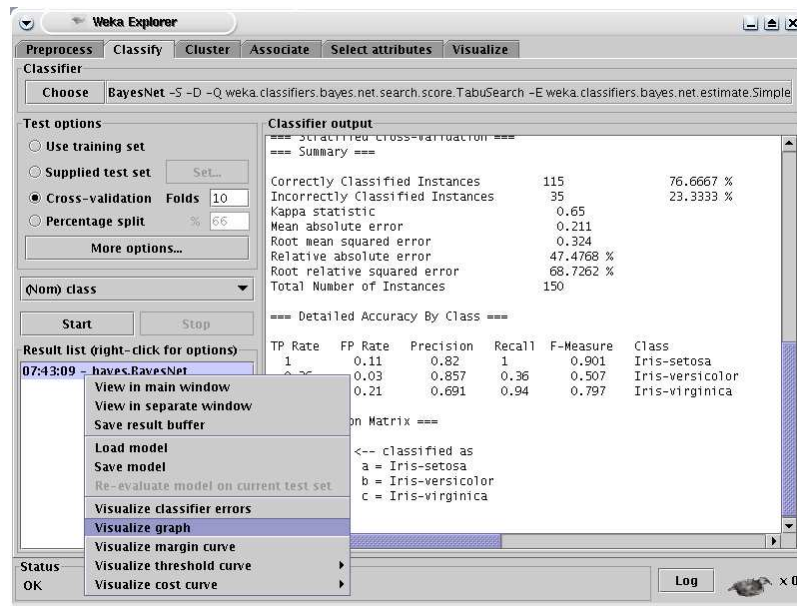 Weka Explorer
Preprocess Classify Cluster Associate Select attributes Visualize
Classifier
Choose BayesNet -S -D -Q weka.classifiers.bayes.net.search.score.TabuSearch -E weka.classifiers.bayes.net.estimate.Simple
Test options
Use training set
Supplied test set Set...
Cross-validation Folds 10
Percentage split % 66
More options...
(Nom) class
Start Stop
Result list (right-click for options)
07:43:09 - bayes.BayesNet
View in main window
View in separate window
Save result buffer
Load model
Save model
Re-evaluate model on current test set
Visualize classifier errors
Visualize graph
Visualize margin curve
Visualize threshold curve
Visualize cost curve
Classifier output
=== Stratified cross-validation ===
=== Summary ===
Correctly Classified Instances 115 76.6667 %
Incorrectly Classified Instances 35 23.3333 %
Kappa statistic 0.65
Mean absolute error 0.211
Root mean squared error 0.324
Relative absolute error 47.4768 %
Root relative squared error 68.7262 %
Total Number of Instances 150
=== Detailed Accuracy By Class ===
TP Rate FP Rate Precision Recall F-Measure Class
1 0.11 0.82 1 0.901 Iris-setosa
0.36 0.03 0.857 0.36 0.507 Iris-versicolor
0.21 0.691 0.94 0.797 Iris-virginica
on Matrix ===
<-- classified as
a = Iris-setosa
b = Iris-versicolor
c = Iris-virginica
Status
OK
Log
x 0